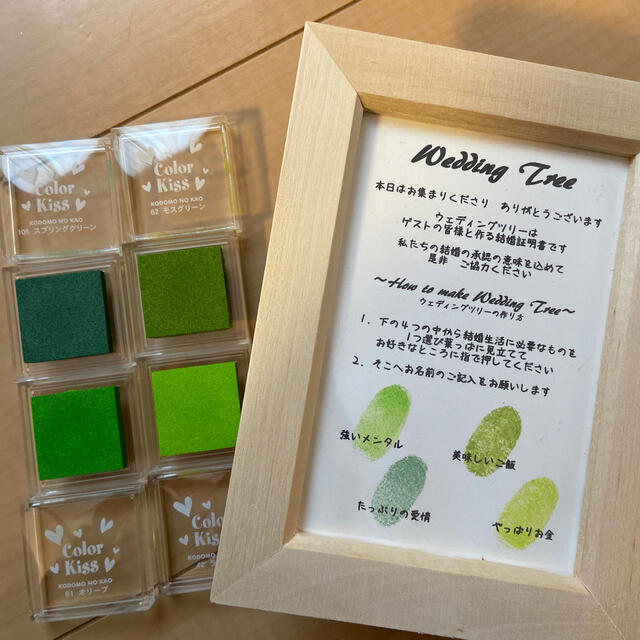 Color
Kiss
KODOMO NO KAO
109 スプリンググリーン
Color
Kiss
KODOMO NO KAO
62 モスグリーン
Color
Kiss
KODOMO NO KAO
61 オリーブ
Color
Kiss
KODOMO NO KAO
Wedding Tree
本日はお集まりくださり ありがとうございます
ウェディングツリーは
ゲストの皆様と作る結婚証明書です
私たちの結婚の承認の意味を込めて
是非 ご協力ください
～How to make Wedding Tree～
ウェディングツリーの作り方
1. 下の4つの中から結婚生活に必要なものを
1つ選び葉っぱに見立てて
お好きなところに指で押してください
2. そこへお名前のご記入をお願いします
強いメンタル
美味しいご飯
たっぷりの愛情
やっぱりお金